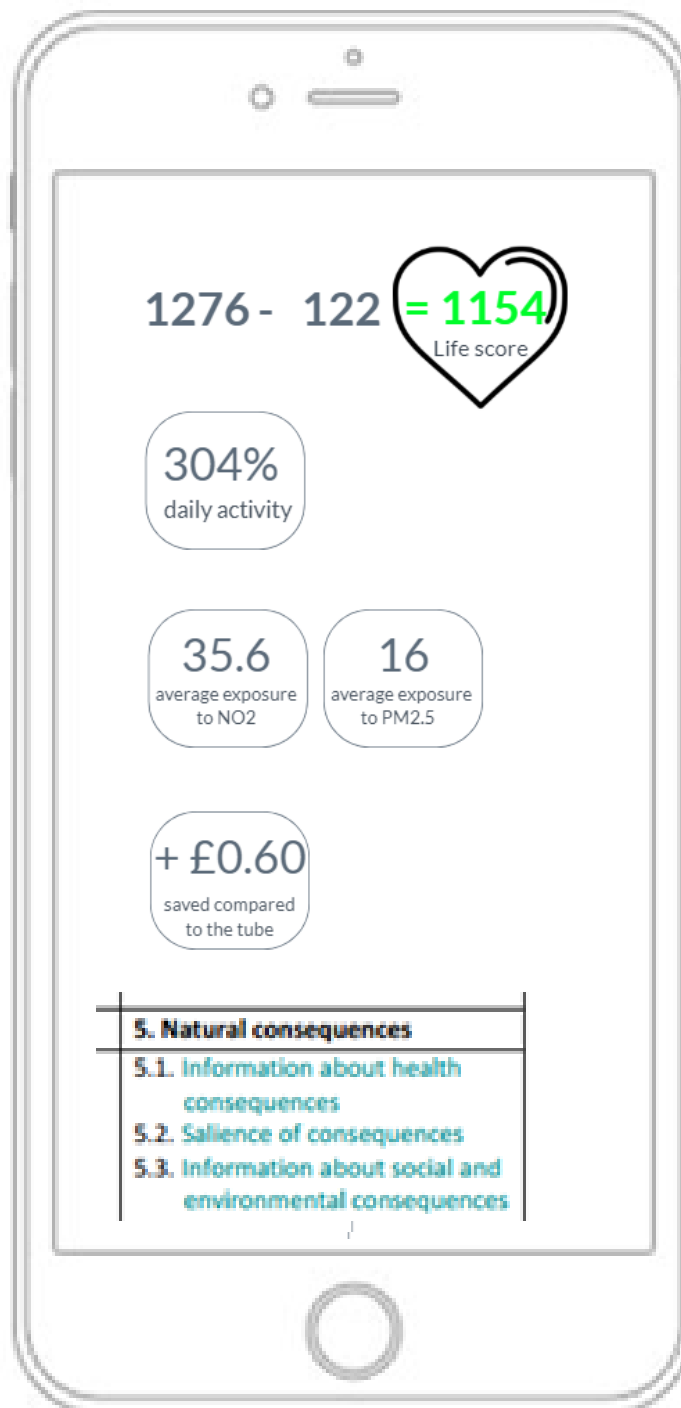 1276 - 122 = 1154
Life score
304%
daily activity
35.6
average exposure
to NO2
16
average exposure
to PM2.5
+ £0.60
saved compared
to the tube
5. Natural consequences
5.1. Information about health
consequences
5.2. Salience of consequences
5.3. Information about social and
environmental consequences